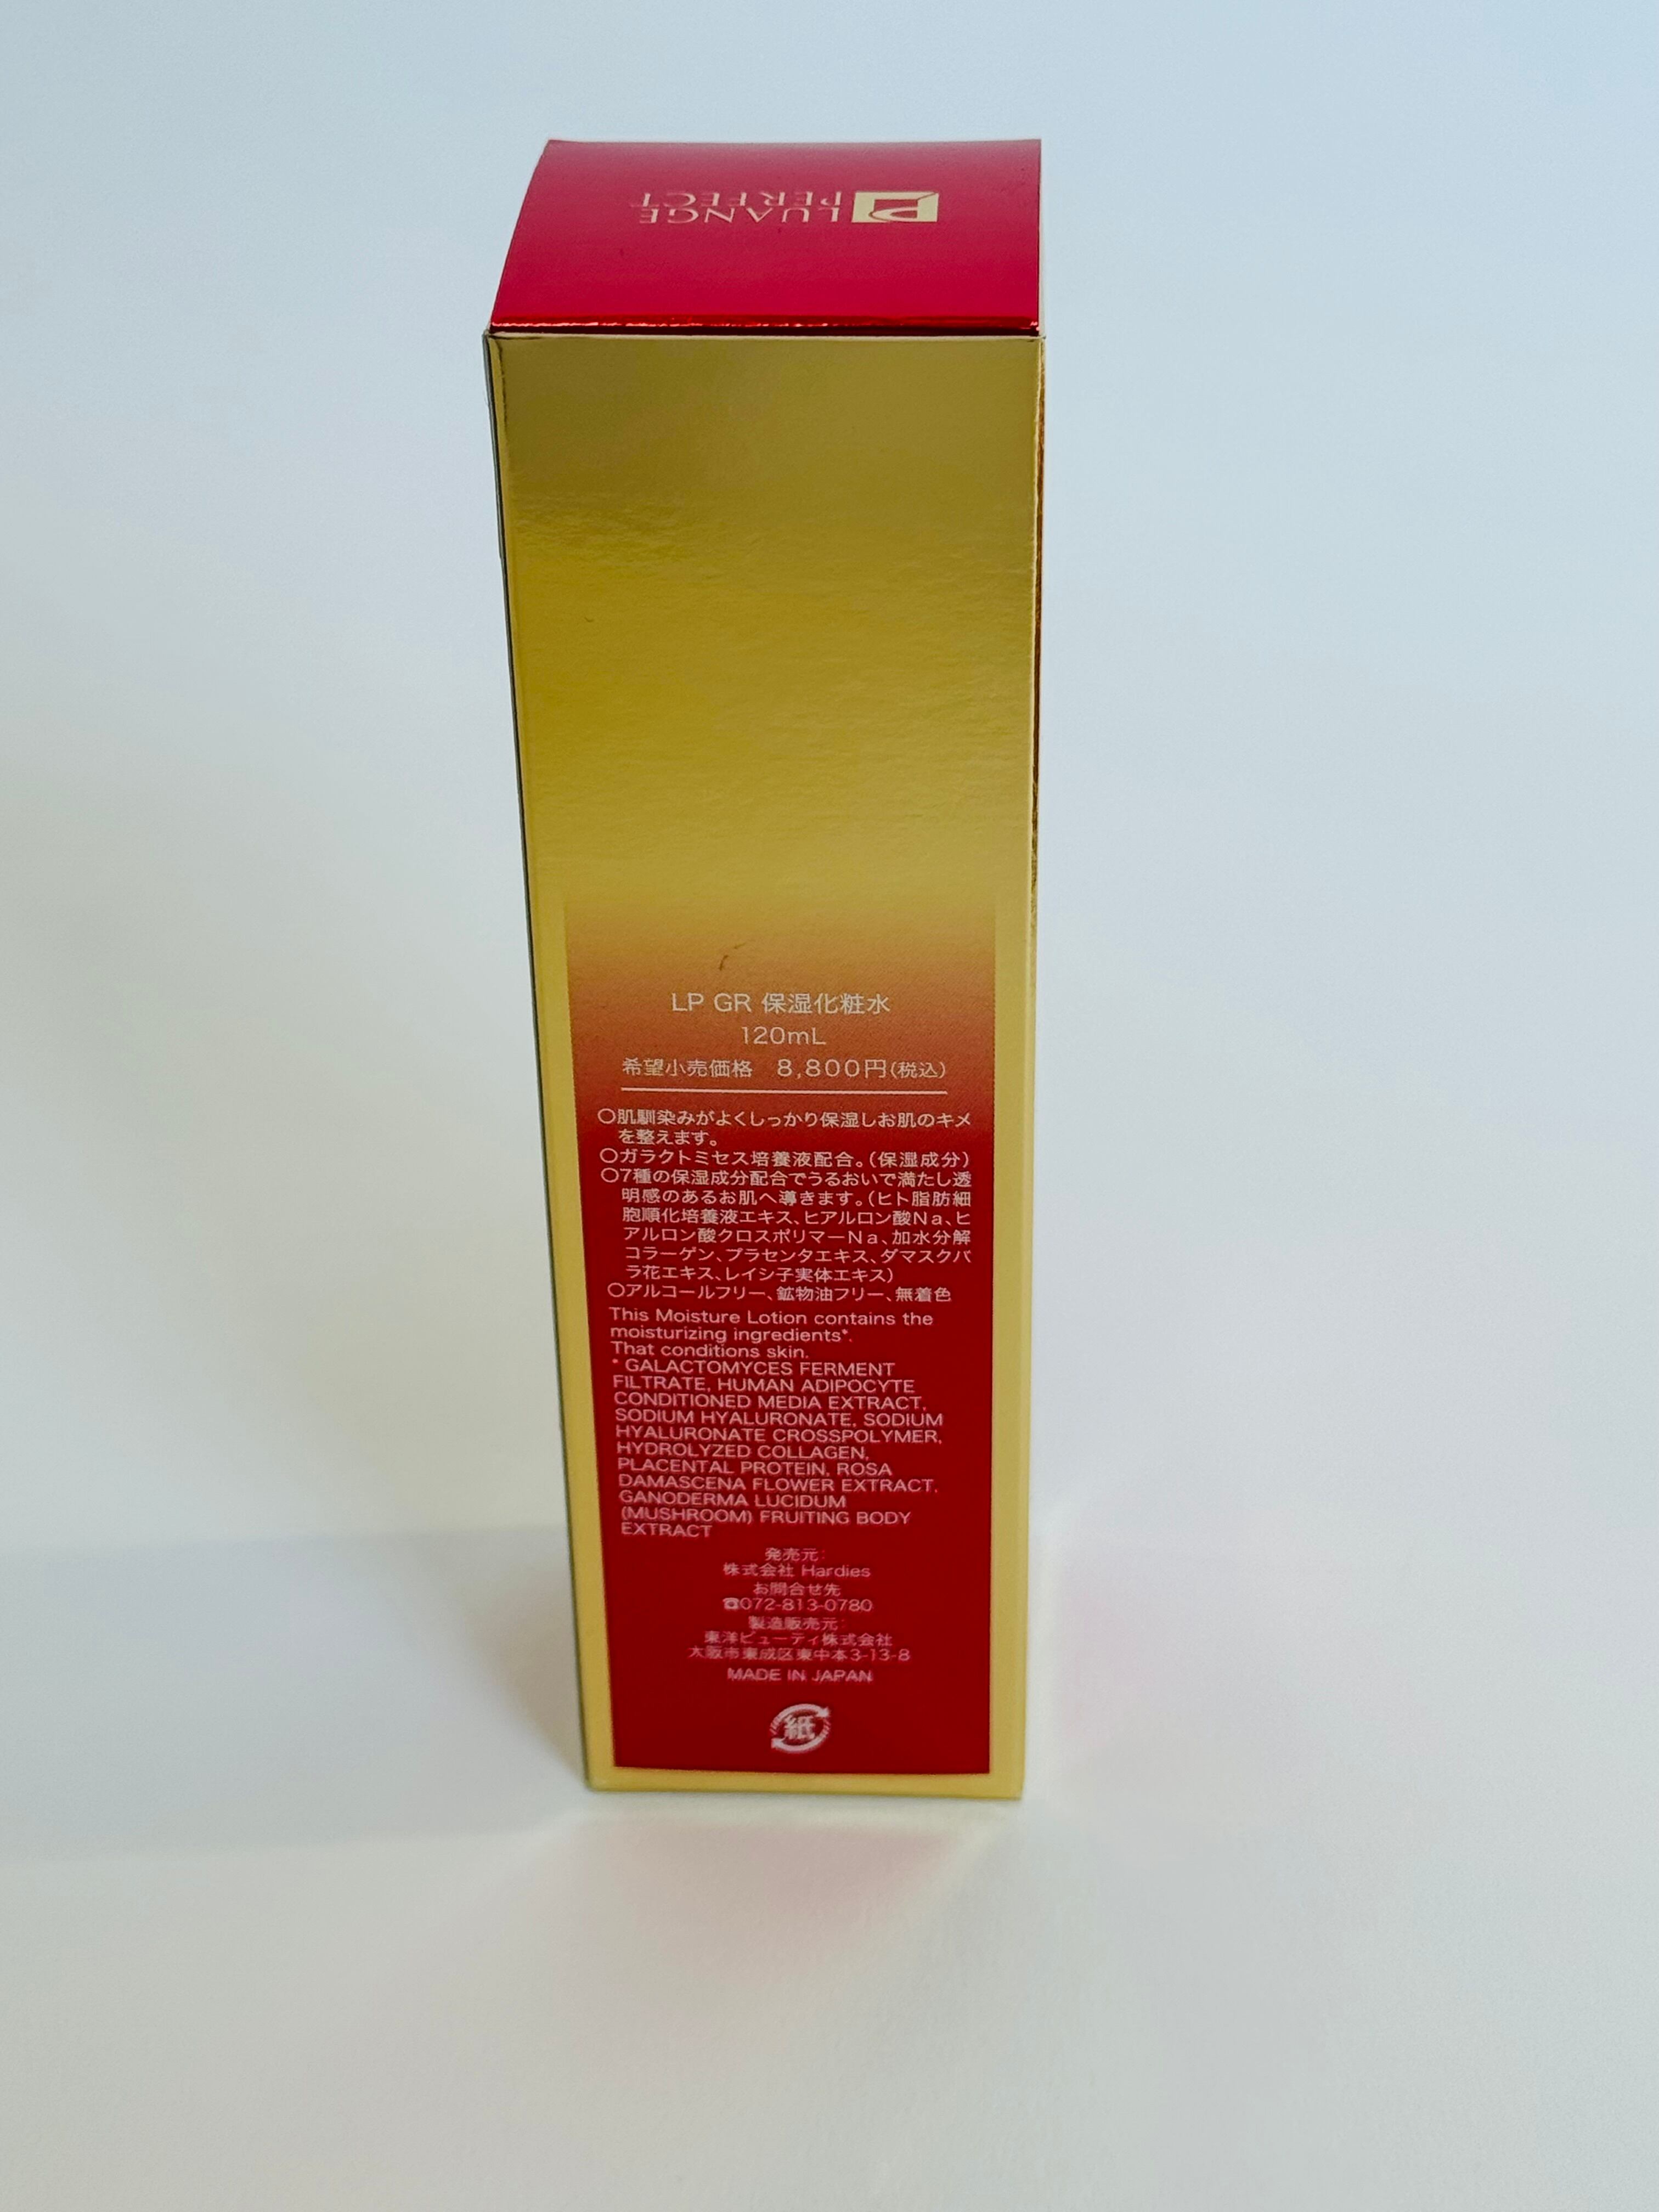 LUANGE
PERFECT
LP GR 保湿化粧水
120mL
希望小売価格 8,800円(税込)
○肌馴染みがよくしっかり保湿しお肌のキメ
を整えます。
○ガラクトミセス培養液配合。(保湿成分)
○7種の保湿成分配合でうるおいで満たし透
明感のあるお肌へ導きます。(ヒト脂肪細
胞順化培養液エキス、ヒアルロン酸Na、ヒ
アルロン酸クロスポリマーNa、加水分解
コラーゲン、プラセンタエキス、ダマスクバ
ラ花エキス、レイシ子実体エキス)
○アルコールフリー、鉱物油フリー、無着色
This Moisture Lotion contains the
moisturizing ingredients*.
That conditions skin.
* GALACTOMYCES FERMENT
FILTRATE, HUMAN ADIPOCYTE
CONDITIONED MEDIA EXTRACT,
SODIUM HYALURONATE, SODIUM
HYALURONATE CROSSPOLYMER,
HYDROLYZED COLLAGEN,
PLACENTAL PROTEIN, ROSA
DAMASCENA FLOWER EXTRACT,
GANODERMA LUCIDUM
(MUSHROOM) FRUITING BODY
EXTRACT
発売元:
株式会社 Hardies
お問合せ先
☎072-813-0780
製造販売元:
東洋ビューティ株式会社
大阪市東成区東中本3-13-8
MADE IN JAPAN
紙